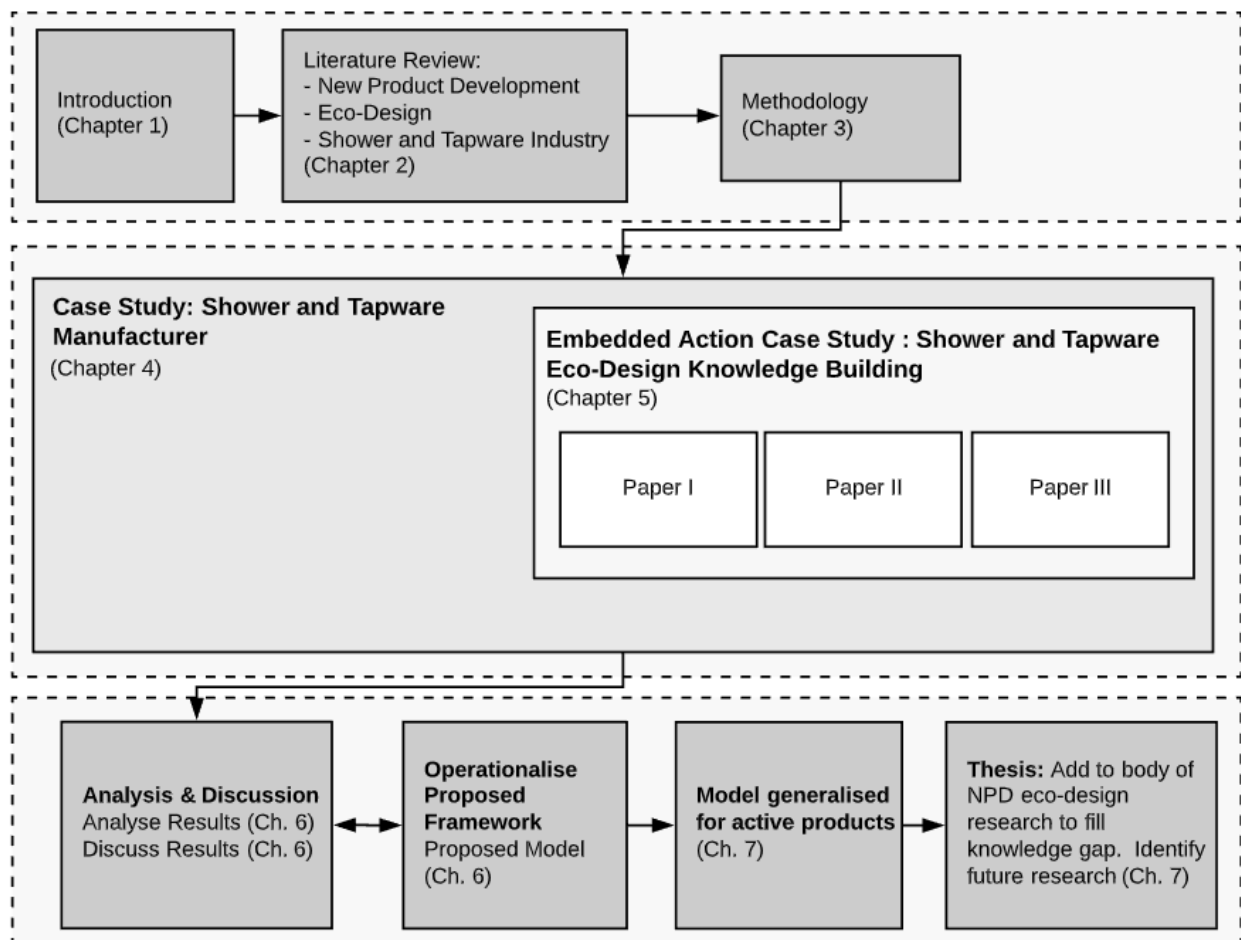 Introduction
(Chapter 1)
Literature Review:
- New Product Development
- Eco-Design
- Shower and Tapware Industry
(Chapter 2)
Methodology
(Chapter 3)
Case Study: Shower and Tapware
Manufacturer
(Chapter 4)
Embedded Action Case Study : Shower and Tapware
Eco-Design Knowledge Building
(Chapter 5)
Paper I
Paper II
Paper III
Analysis & Discussion
Analyse Results (Ch. 6)
Discuss Results (Ch. 6)
Operationalise
Proposed
Framework
Proposed Model
(Ch. 6)
Model generalised
for active products
(Ch. 7)
Thesis: Add to body of
NPD eco-design
research to fill
knowledge gap. Identify
future research (Ch. 7)